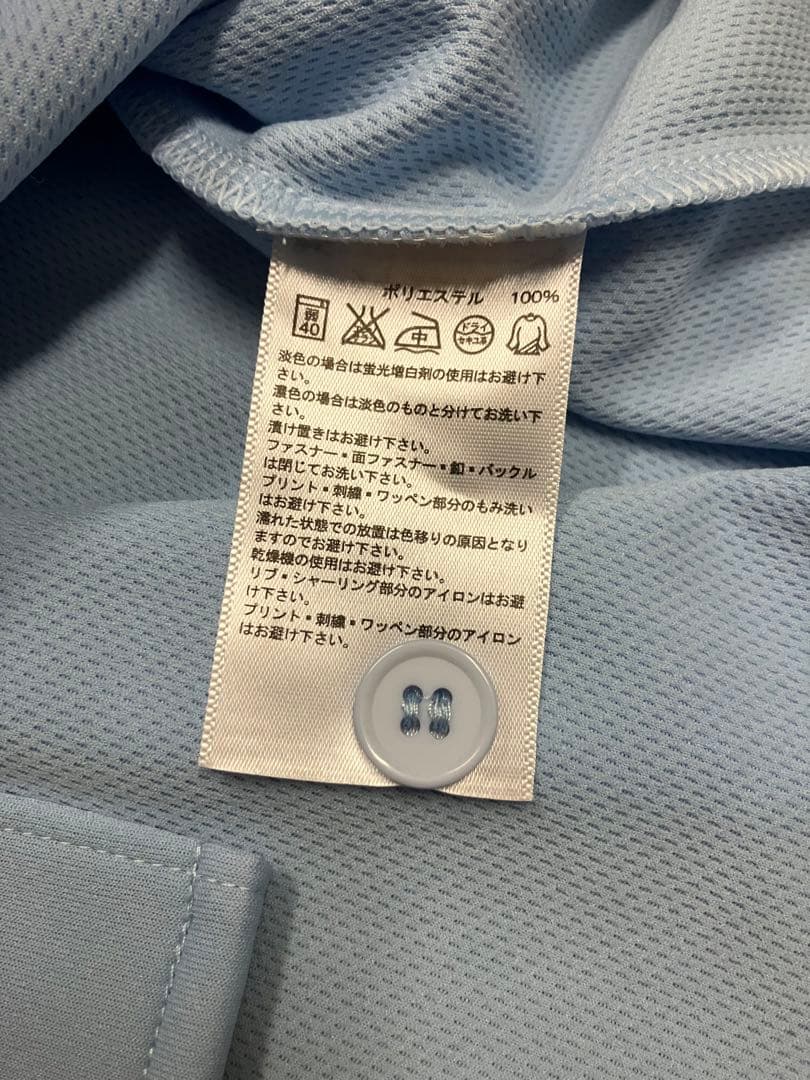 ポリエステル 100%
弱
40
中
ドライ
セキユ系
淡色の場合は蛍光増白剤の使用はお避け下
さい。
濃色の場合は淡色のものと分けてお洗い下
さい。
漬け置きはお避け下さい。
ファスナー・面ファスナー・釦・バックル
は閉じてお洗い下さい。
プリント・刺繍・ワッペン部分のもみ洗い
はお避け下さい。
濡れた状態での放置は色移りの原因となり
ますのでお避け下さい。
乾燥機の使用はお避け下さい。
リブ・シャーリング部分のアイロンはお避
け下さい。
プリント・刺繍・ワッペン部分のアイロン
はお避け下さい。